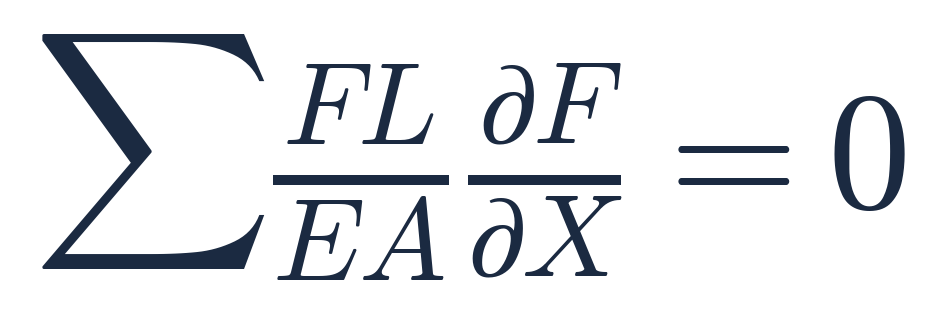 ∑ FL/EA ∂F/∂X = 0